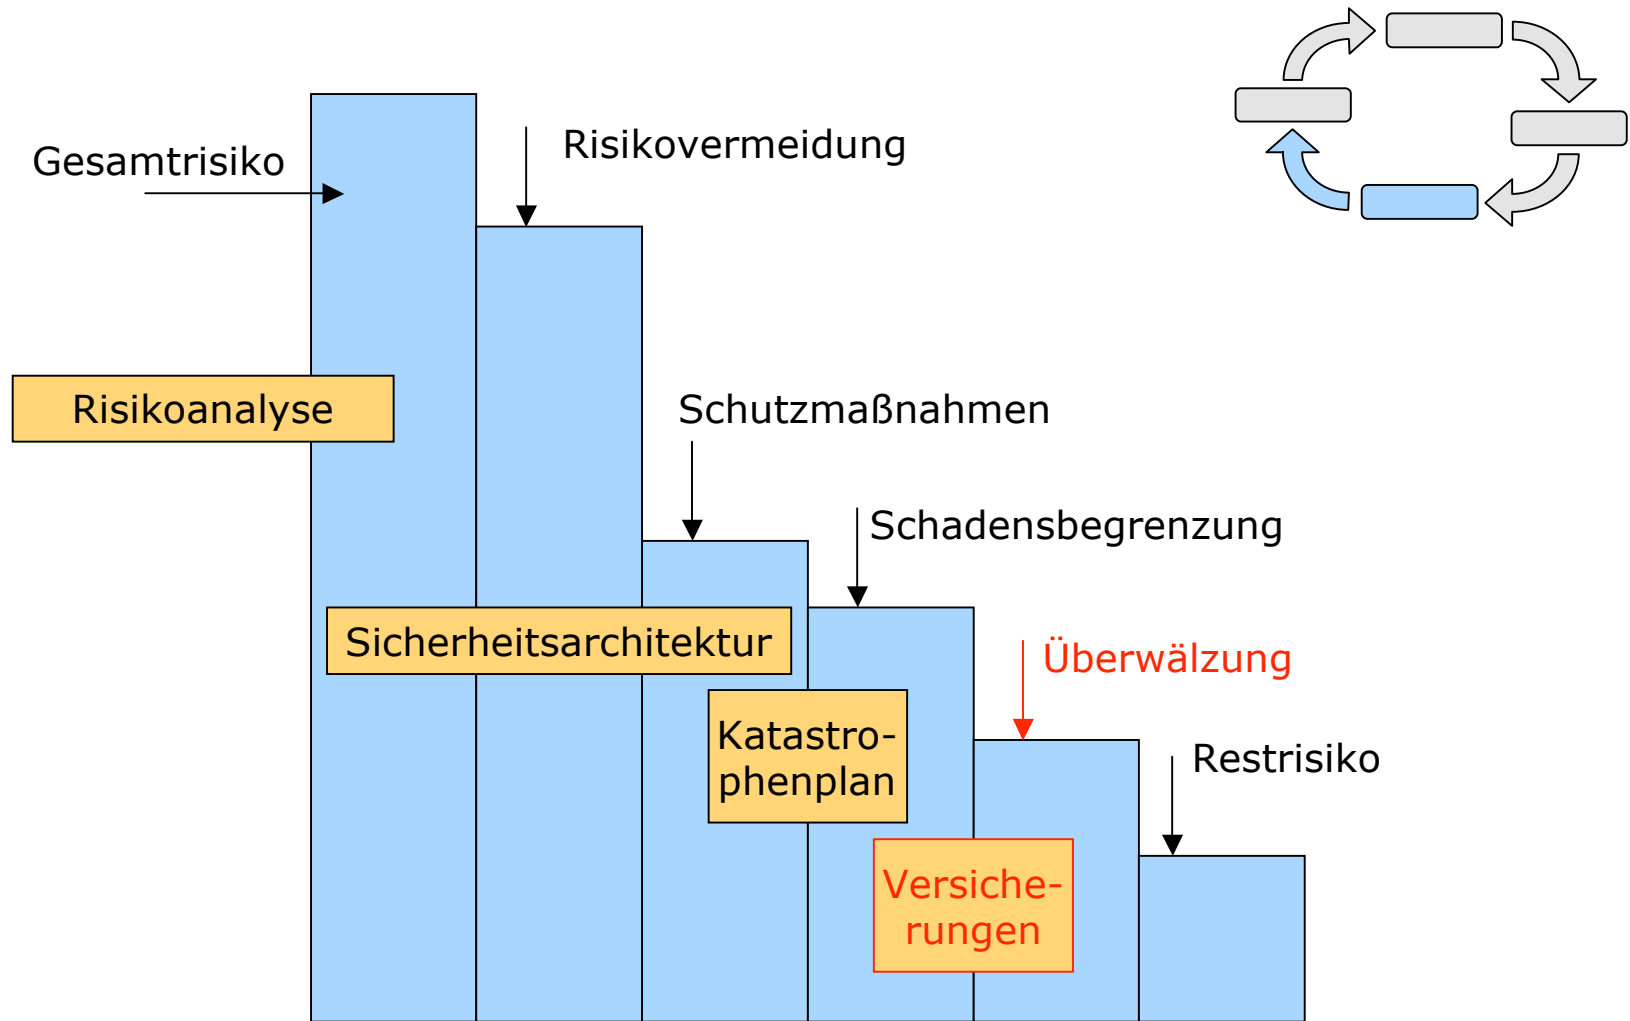 Gesamtrisiko
Risikovermeidung
Risikoanalyse
Schutzmaßnahmen
Schadensbegrenzung
Sicherheitsarchitektur
Überwälzung
Katastro-
phenplan
Restrisiko
Versiche-
rungen